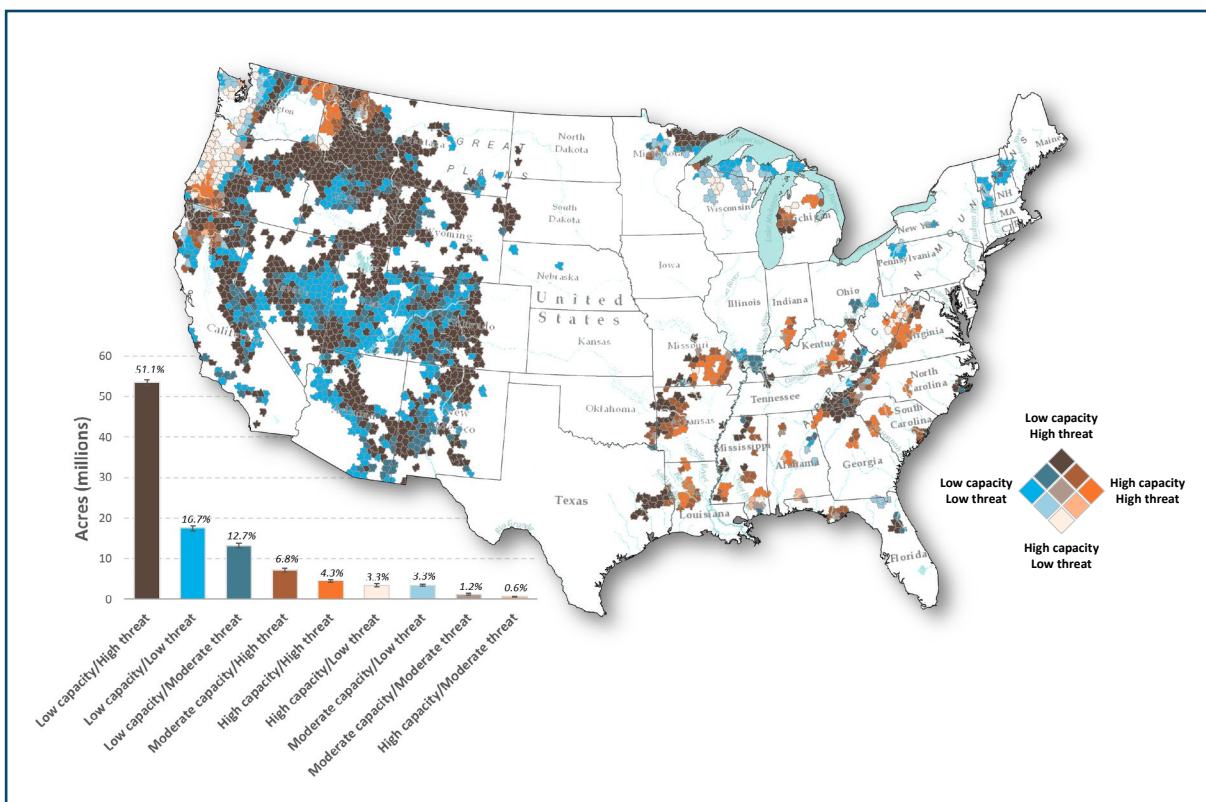 North
Dakota
Maine
GREAT
PLAINS
South
Dakota
Wisconsin
NH
MA
New York
Wyoming
Iowa
Nebraska
Pennsylvania
Illinois
Indiana
Ohio
United
States
Kansas
Missouri
Virginia
Tennessee
North
Carolina
Oklahoma
South
Carolina
Mississippi
Alabama
Georgia
Texas
Louisiana
Florida
60
50
40
30
20
10
0
Acres (millions)
51.1%
16.7%
12.7%
6.8%
4.3%
3.3%
3.3%
1.2%
0.6%
Low capacity/High threat
Low capacity/Low threat
Low capacity/Moderate threat
Moderate capacity/High threat
High capacity/High threat
High capacity/Low threat
Moderate capacity/Low threat
Moderate capacity/Moderate threat
High capacity/Moderate threat
Low capacity
High threat
Low capacity
Low threat
High capacity
High threat
High capacity
Low threat